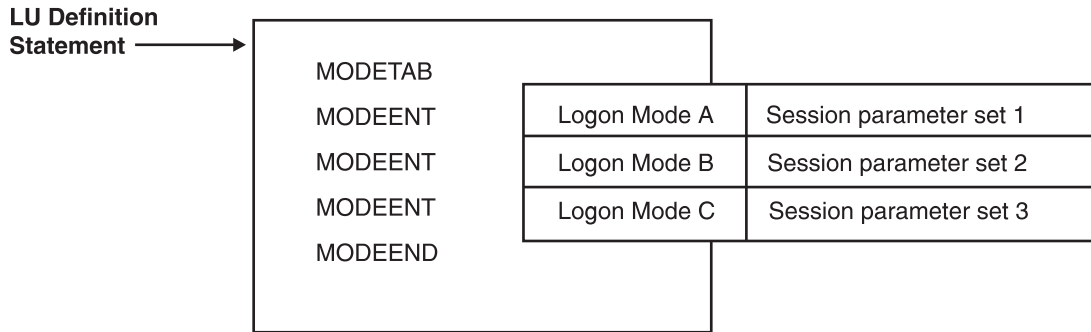 LU Definition
Statement
MODETAB
MODEENT Logon Mode A Session parameter set 1
MODEENT Logon Mode B Session parameter set 2
MODEENT Logon Mode C Session parameter set 3
MODEEND